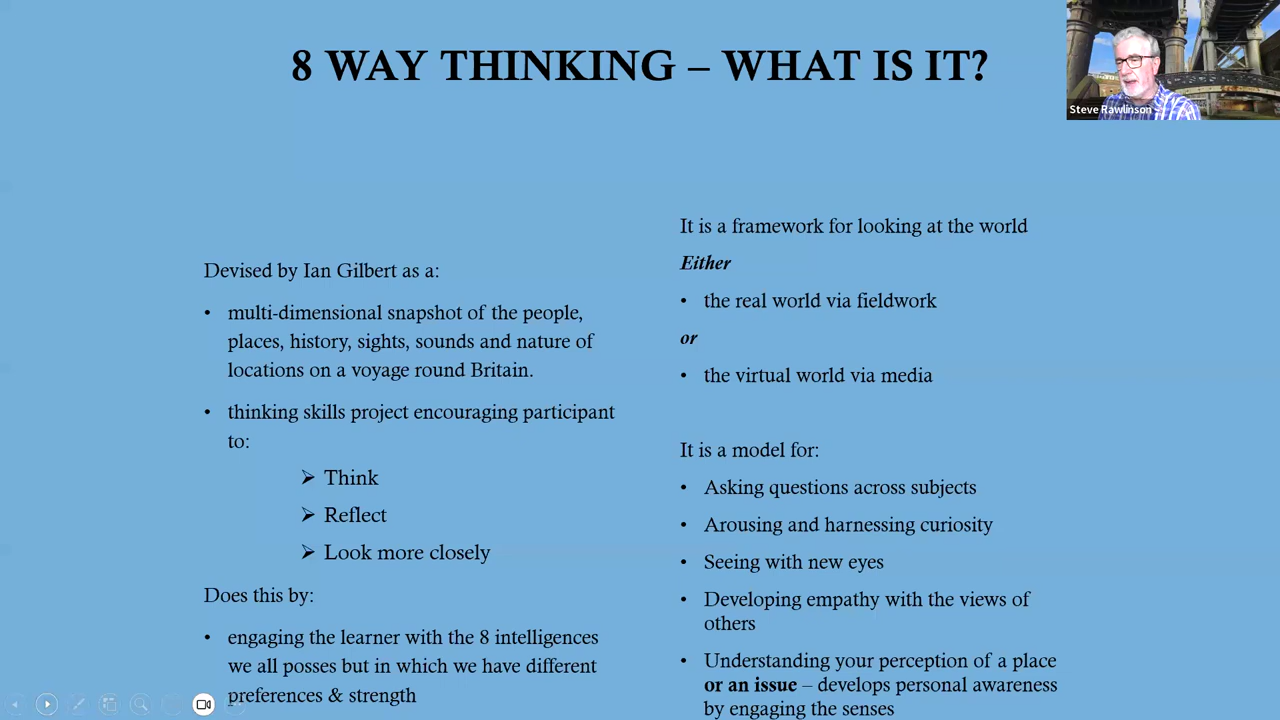 8 WAY THINKING – WHAT IS IT?
Steve Rawlinson
Devised by Ian Gilbert as a:
• multi-dimensional snapshot of the people,
places, history, sights, sounds and nature of
locations on a voyage round Britain.
• thinking skills project encouraging participant
to:
➢ Think
➢ Reflect
➢ Look more closely
Does this by:
• engaging the learner with the 8 intelligences
we all posses but in which we have different
preferences & strength
It is a framework for looking at the world
Either
• the real world via fieldwork
or
• the virtual world via media
It is a model for:
• Asking questions across subjects
• Arousing and harnessing curiosity
• Seeing with new eyes
• Developing empathy with the views of
others
• Understanding your perception of a place
or an issue – develops personal awareness
by engaging the senses